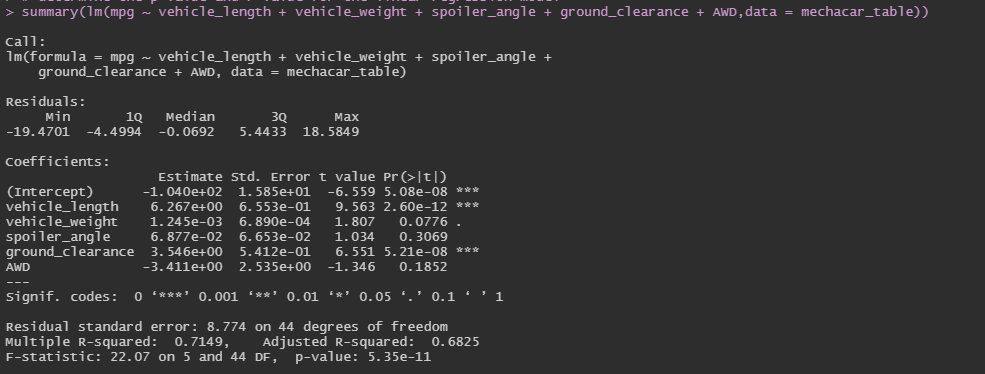 > summary(lm(mpg ~ vehicle_length + vehicle_weight + spoiler_angle + ground_clearance + AWD,data = mechacar_table))
Call:
lm(formula = mpg ~ vehicle_length + vehicle_weight + spoiler_angle +
    ground_clearance + AWD, data = mechacar_table)
Residuals:
     Min       1Q   Median       3Q      Max
-19.4701  -4.4994  -0.0692   5.4433  18.5849
Coefficients:
                   Estimate Std. Error t value Pr(>|t|)
(Intercept)      -1.040e+02  1.585e+01  -6.559 5.08e-08 ***
vehicle_length    6.267e+00  6.553e-01   9.563 2.60e-12 ***
vehicle_weight    1.245e-03  6.890e-04   1.807   0.0776 .
spoiler_angle     6.877e-02  6.653e-02   1.034   0.3069
ground_clearance  3.546e+00  5.412e-01   6.551 5.21e-08 ***
AWD              -3.411e+00  2.535e+00  -1.346   0.1852
---
Signif. codes:  0 ‘***’ 0.001 ‘**’ 0.01 ‘*’ 0.05 ‘.’ 0.1 ‘ ’ 1
Residual standard error: 8.774 on 44 degrees of freedom
Multiple R-squared:  0.7149,    Adjusted R-squared:  0.6825
F-statistic: 22.07 on 5 and 44 DF,  p-value: 5.35e-11